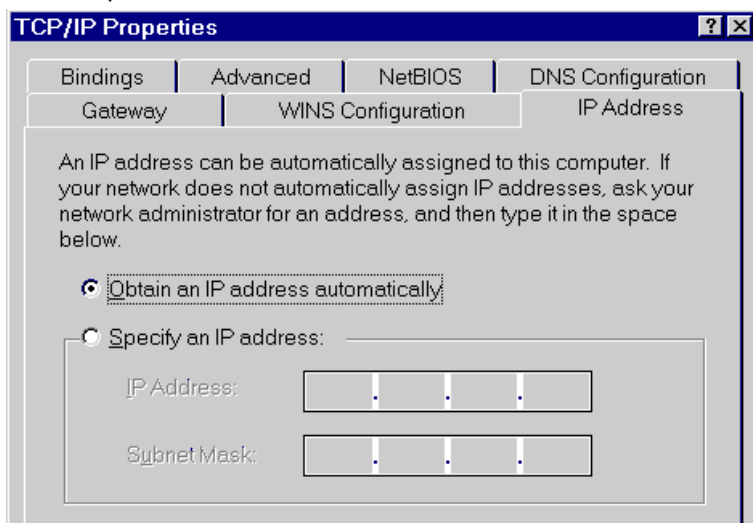 TCP/IP Properties
Bindings Advanced NetBIOS DNS Configuration
Gateway WINS Configuration IP Address
An IP address can be automatically assigned to this computer. If
your network does not automatically assign IP addresses, ask your
network administrator for an address, and then type it in the space
below.
Obtain an IP address automatically
Specify an IP address:
IP Address:
. . .
Subnet Mask:
. . .